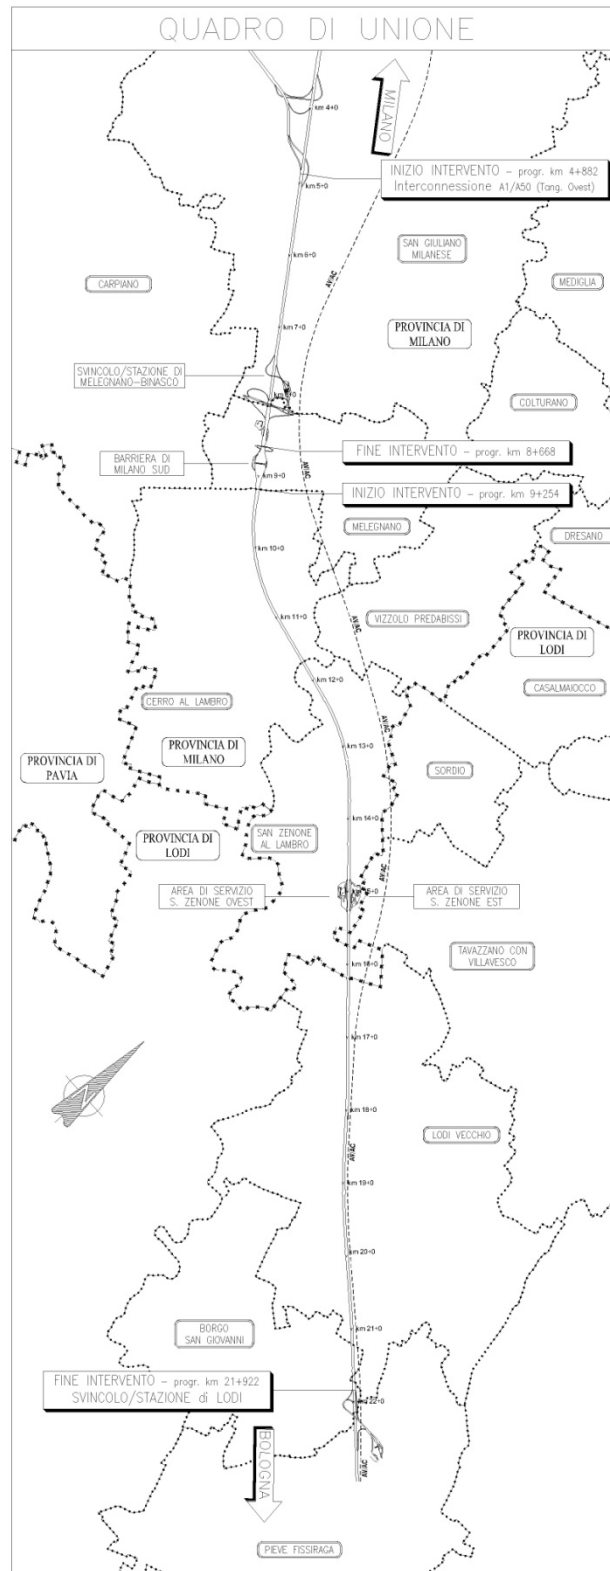 QUADRO DI UNIONE
km 4+0
MILANO
INIZIO INTERVENTO - progr. km 4+882
Interconnessione A1/A50 (Tang. Ovest)
km 5+0
SAN GIULIANO
MILANESE
km 6+0
AV/AC
CARPIANO
MEDIGLIA
km 7+0
PROVINCIA DI
MILANO
SVINCOLO/STAZIONE DI
MELEGNANO-BINASCO
COLTURANO
FINE INTERVENTO - progr. km 8+668
BARRIERA DI
MILANO SUD
AV/AC
km 9+0
INIZIO INTERVENTO - progr. km 9+254
MELEGNANO
DRESANO
km 10+0
km 11+0
AV/AC
VIZZOLO PREDABISSI
PROVINCIA DI
LODI
km 12+0
CASALMAIOCCO
CERRO AL LAMBRO
AV/AC
PROVINCIA DI
MILANO
km 13+0
PROVINCIA DI
PAVIA
SORDIO
km 14+0
PROVINCIA DI
LODI
SAN ZENONE
AL LAMBRO
AV/AC
AREA DI SERVIZIO
S. ZENONE OVEST
AREA DI SERVIZIO
S. ZENONE EST
TAVAZZANO CON
VILLAVESCO
km 16+0
km 17+0
km 18+0
LODI VECCHIO
AV/AC
km 19+0
km 20+0
km 21+0
BORGO
SAN GIOVANNI
FINE INTERVENTO - progr. km 21+922
SVINCOLO/STAZIONE di LODI
km 22+0
BOLOGNA
AV/AC
PIEVE FISSIRAGA